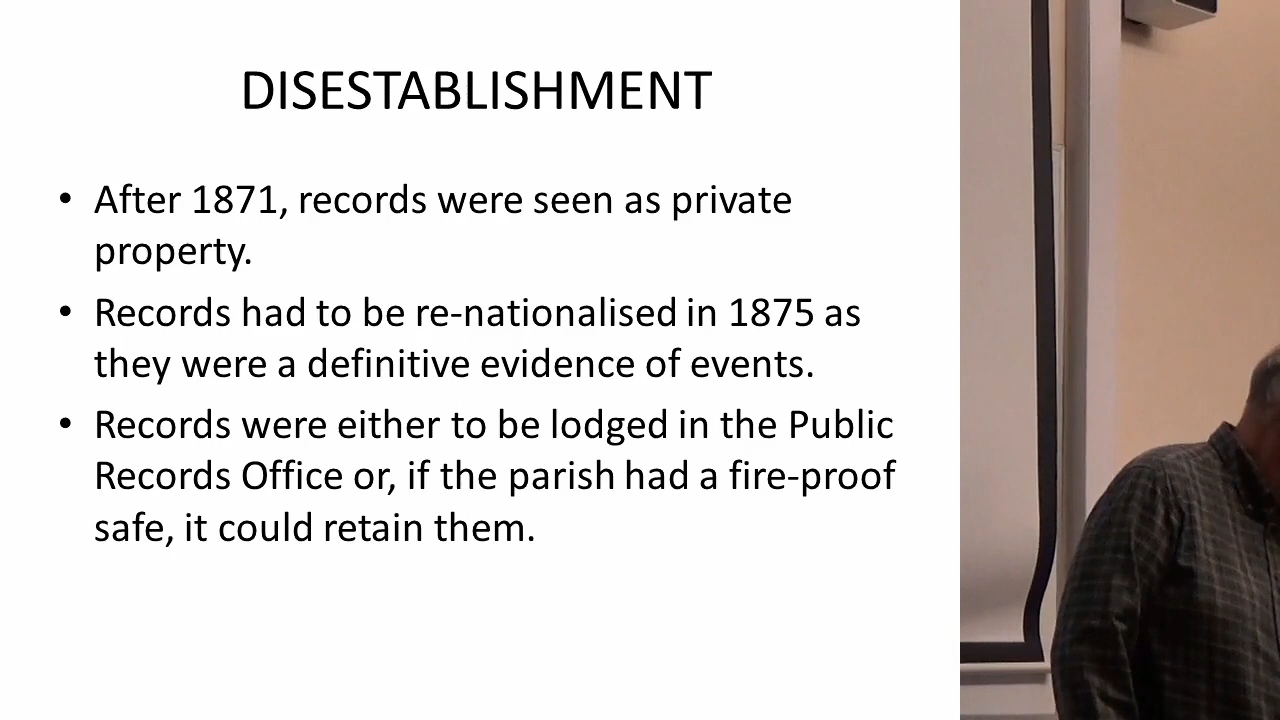 DISESTABLISHMENT
• After 1871, records were seen as private
property.
• Records had to be re-nationalised in 1875 as
they were a definitive evidence of events.
• Records were either to be lodged in the Public
Records Office or, if the parish had a fire-proof
safe, it could retain them.